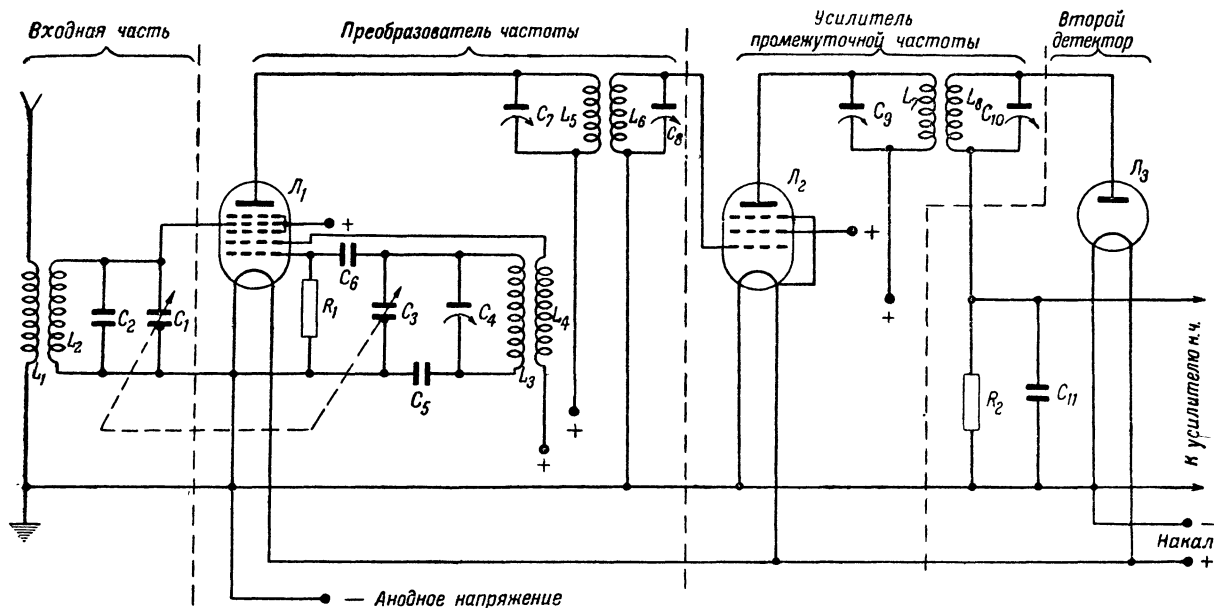 Входная часть
Преобразователь частоты
Усилитель
промежуточной частоты
Второй
детектор
C₇
L₅
L₆
C₈
C₉
L₇
L₈
C₁₀
Л₁
+
Л₂
+
Л₃
C₆
L₁
L₂
C₂
C₁
R₁
C₃
C₄
L₄
L₃
C₅
+
+
+
R₂
C₁₁
К усилителю н.ч.
—
Накал
+
— Анодное напряжение